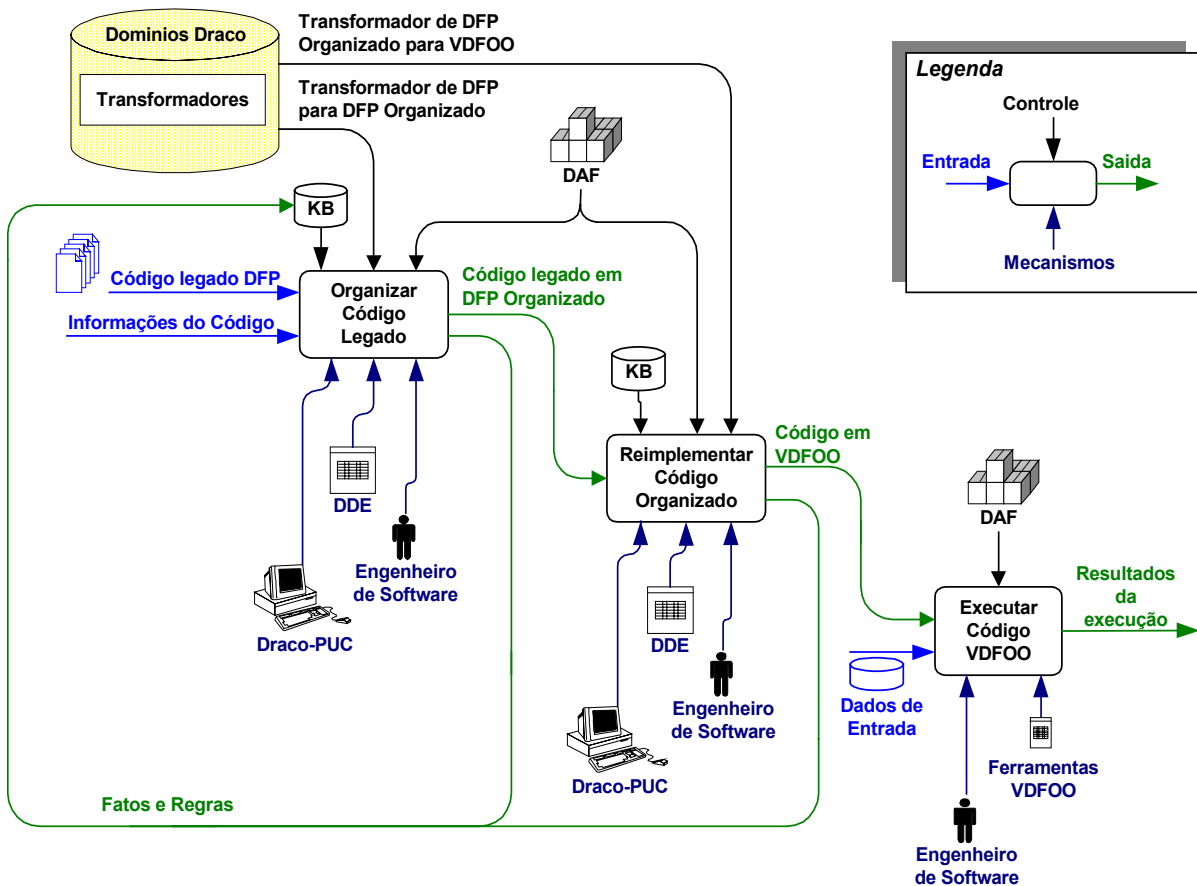 Dominios Draco
Transformadores
Transformador de DFP
Organizado para VDFOO
Transformador de DFP
para DFP Organizado
DAF
Legenda
Controle
Entrada
Saida
Mecanismos
KB
Código legado DFP
Informações do Código
Organizar
Código
Legado
Código legado em
DFP Organizado
DDE
Engenheiro
de Software
Draco-PUC
KB
Reimplementar
Código
Organizado
Código em
VDFOO
DDE
Engenheiro
de Software
Draco-PUC
DAF
Executar
Código
VDFOO
Resultados
da
execução
Dados de
Entrada
Ferramentas
VDFOO
Engenheiro
de Software
Fatos e Regras